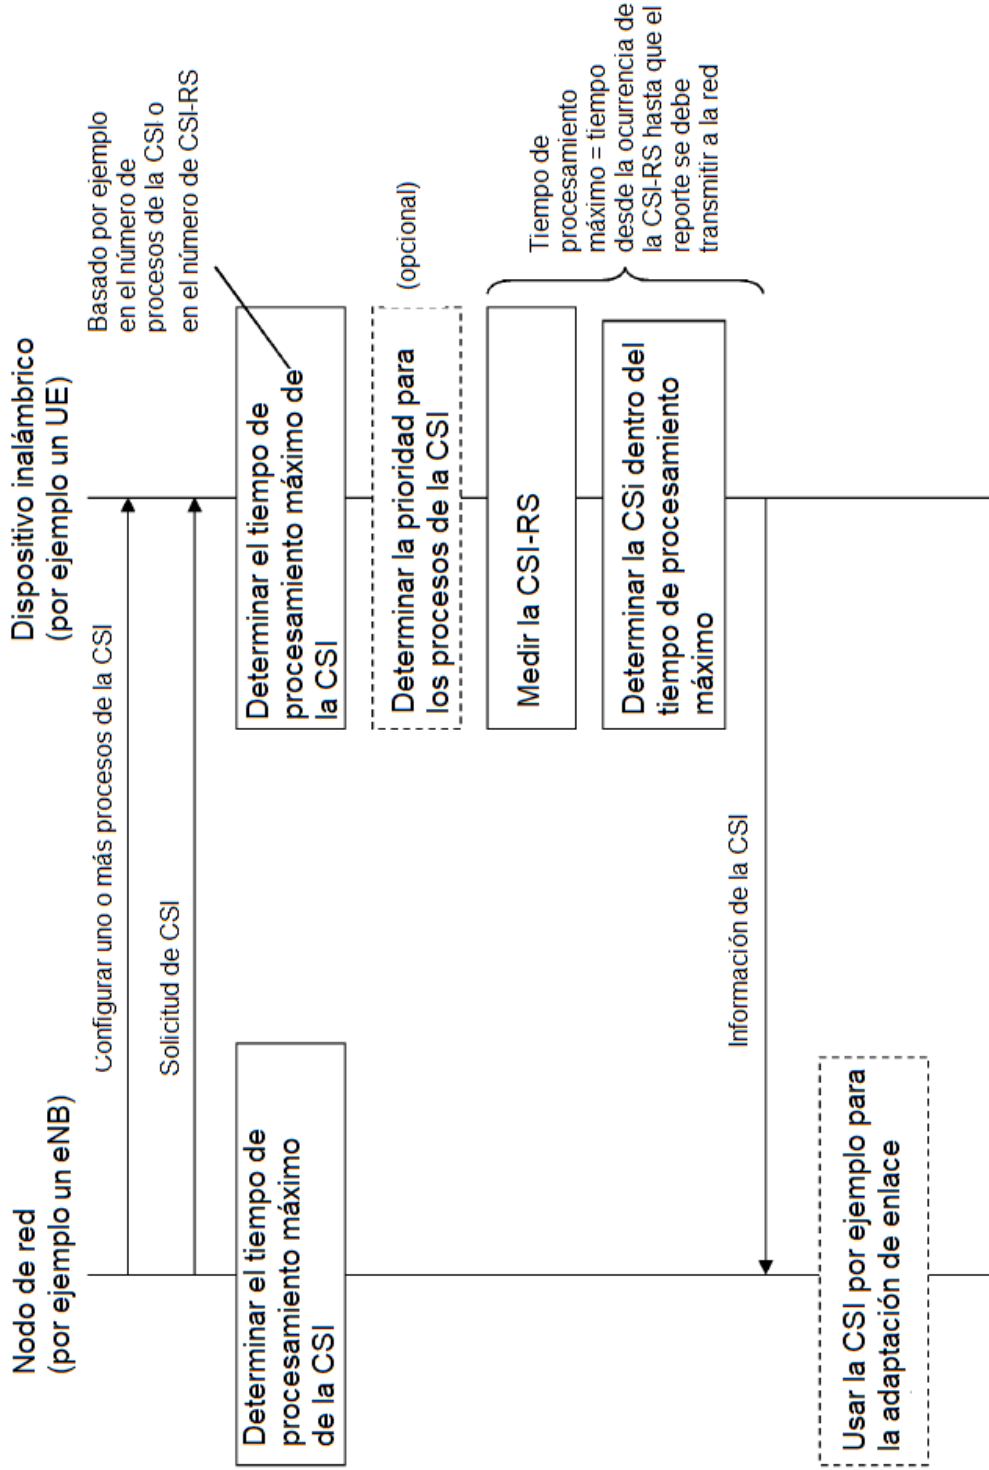 Nodo de red
(por ejemplo un eNB)
Dispositivo inalámbrico
(por ejemplo un UE)
Configurar uno o más procesos de la CSI
Solicitud de CSI
Basado por ejemplo
en el número de
procesos de la CSI o
en el número de CSI-RS
Determinar el tiempo de
procesamiento máximo
de la CSI
Determinar el tiempo de
procesamiento máximo de
la CSI
Determinar la prioridad para
los procesos de la CSI
(opcional)
Medir la CSI-RS
Determinar la CSi dentro del
tiempo de procesamiento
máximo
Tiempo de
procesamiento
máximo = tiempo
desde la ocurrencia de
la CSI-RS hasta que el
reporte se debe
transmitir a la red
Información de la CSI
Usar la CSI por ejemplo para
la adaptación de enlace